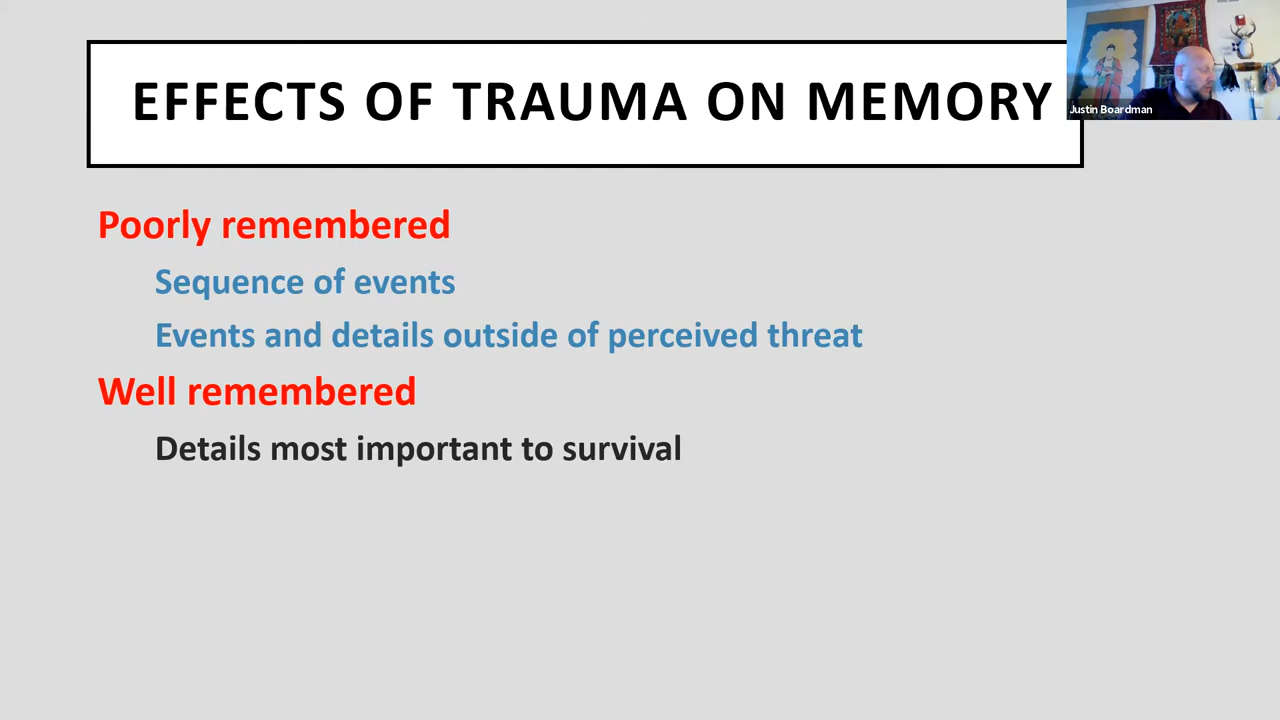 EFFECTS OF TRAUMA ON MEMORY
Justin Boardman
Poorly remembered
Sequence of events
Events and details outside of perceived threat
Well remembered
Details most important to survival